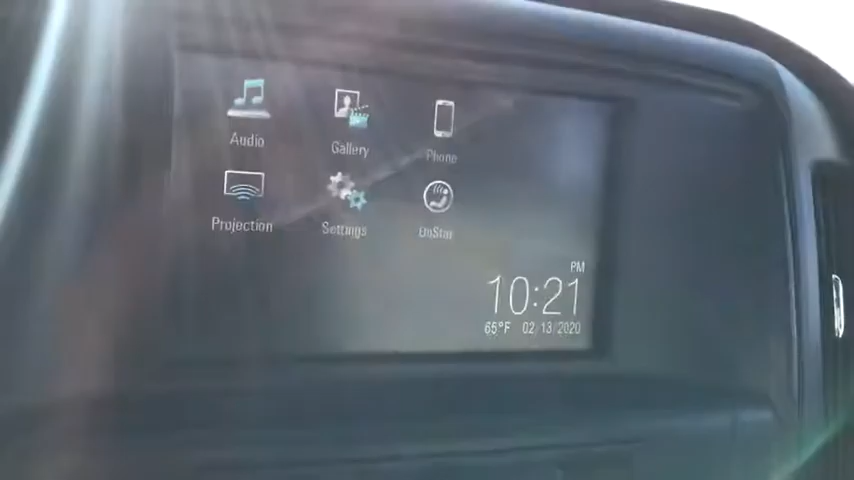 Audio
Gallery
Phone
Projection
Settings
OnStar
PM
10:21
65°F 02/13/2020